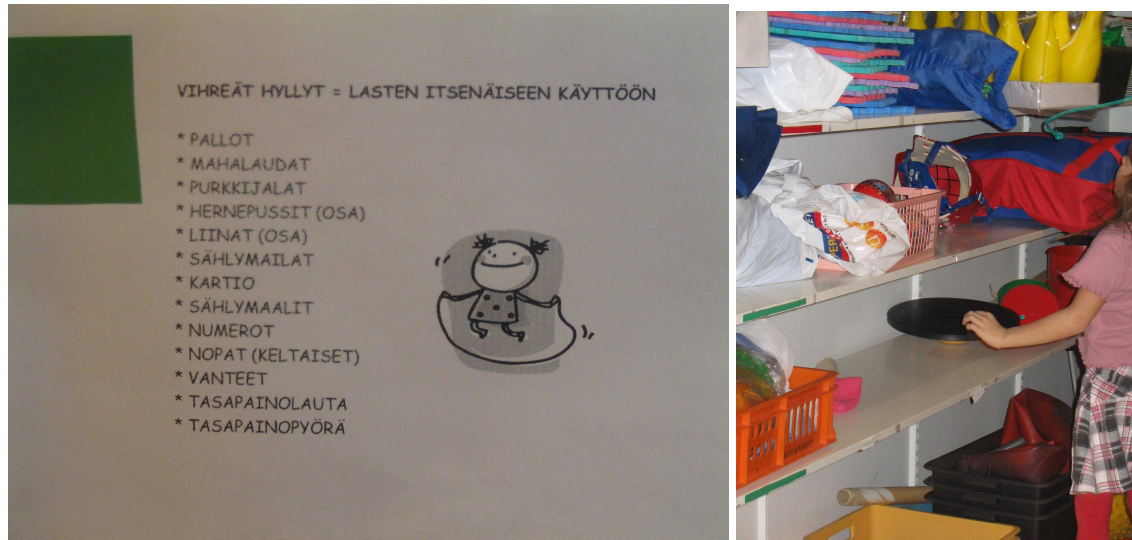 VIHREÄT HYLLYT = LASTEN ITSENÄISEEN KÄYTTÖÖN
* PALLOT
* MAHALAUDAT
* PURKKIJALAT
* HERNEPUSSIT (OSA)
* LIINAT (OSA)
* SÄHLYMAILAT
* KARTIO
* SÄHLYMAALIT
* NUMEROT
* NOPAT (KELTAISET)
* VANTEET
* TASAPAINOLAUTA
* TASAPAINOPYÖRÄ